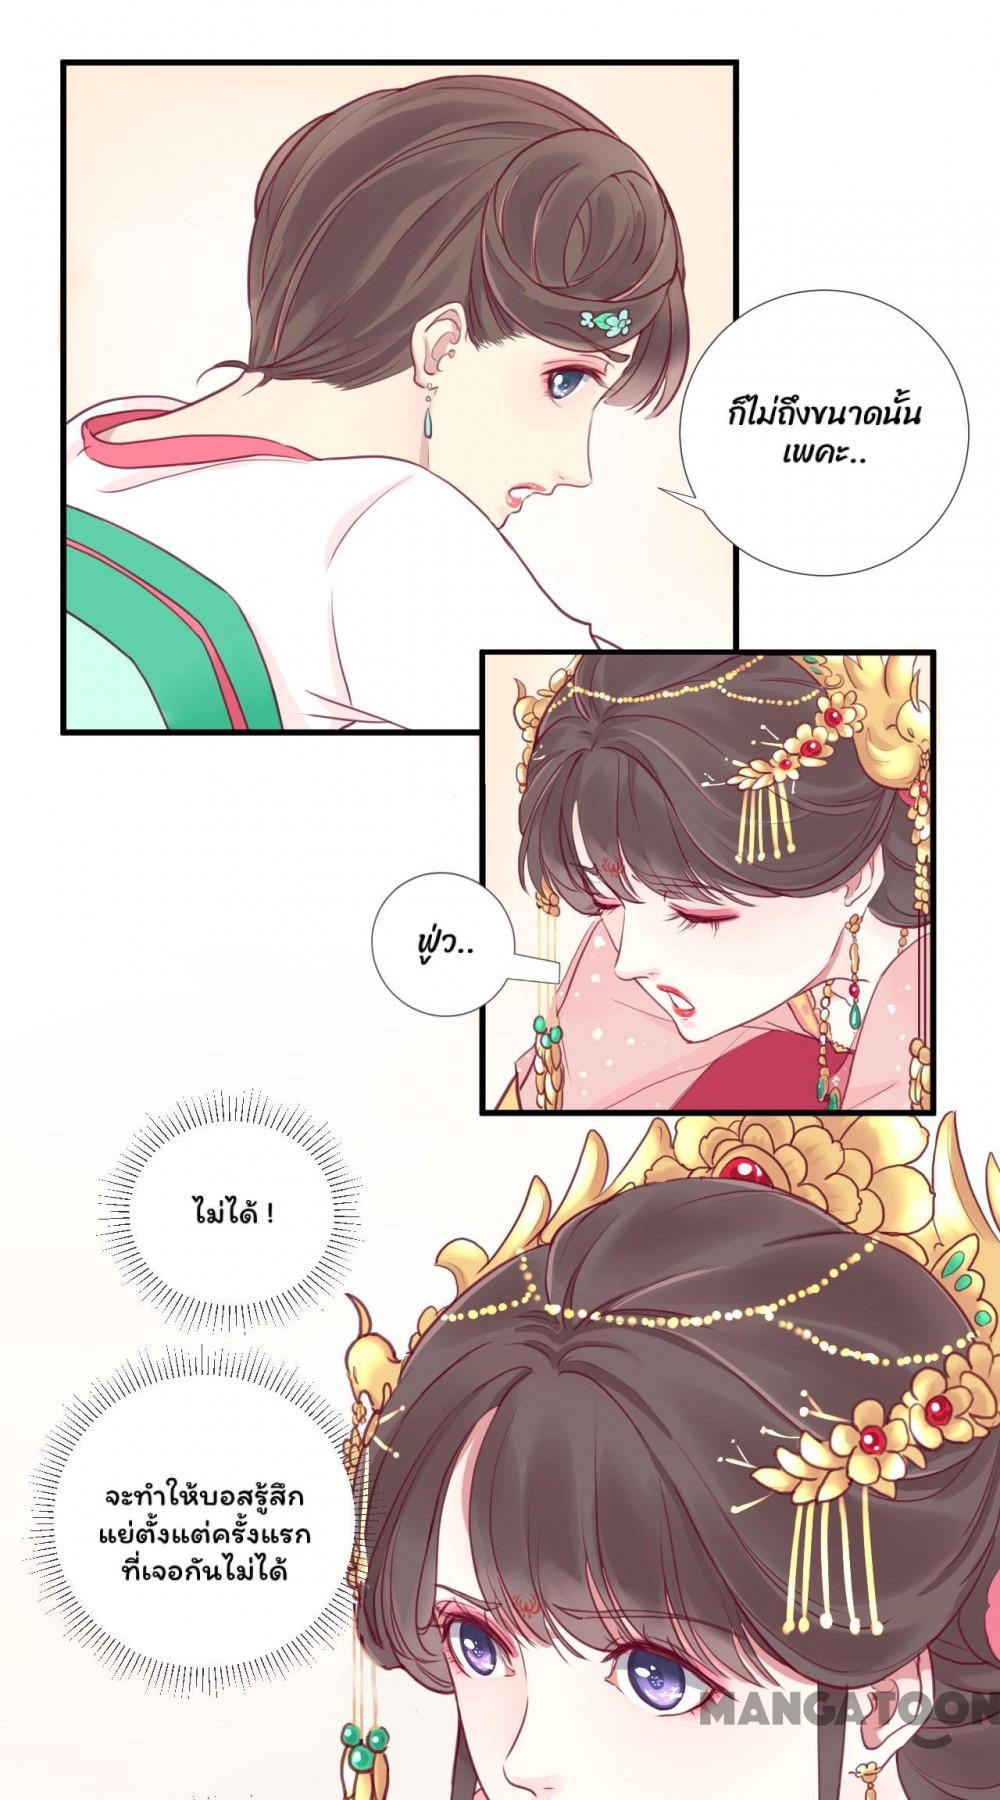 ก็ไม่ถึงขนาดนั้น
เพคะ..
ฟู่ว..
ไม่ได้ !
จะทำให้บอสรู้สึก
แย่ตั้งแต่ครั้งแรก
ที่เจอกันไม่ได้
MANGATOON